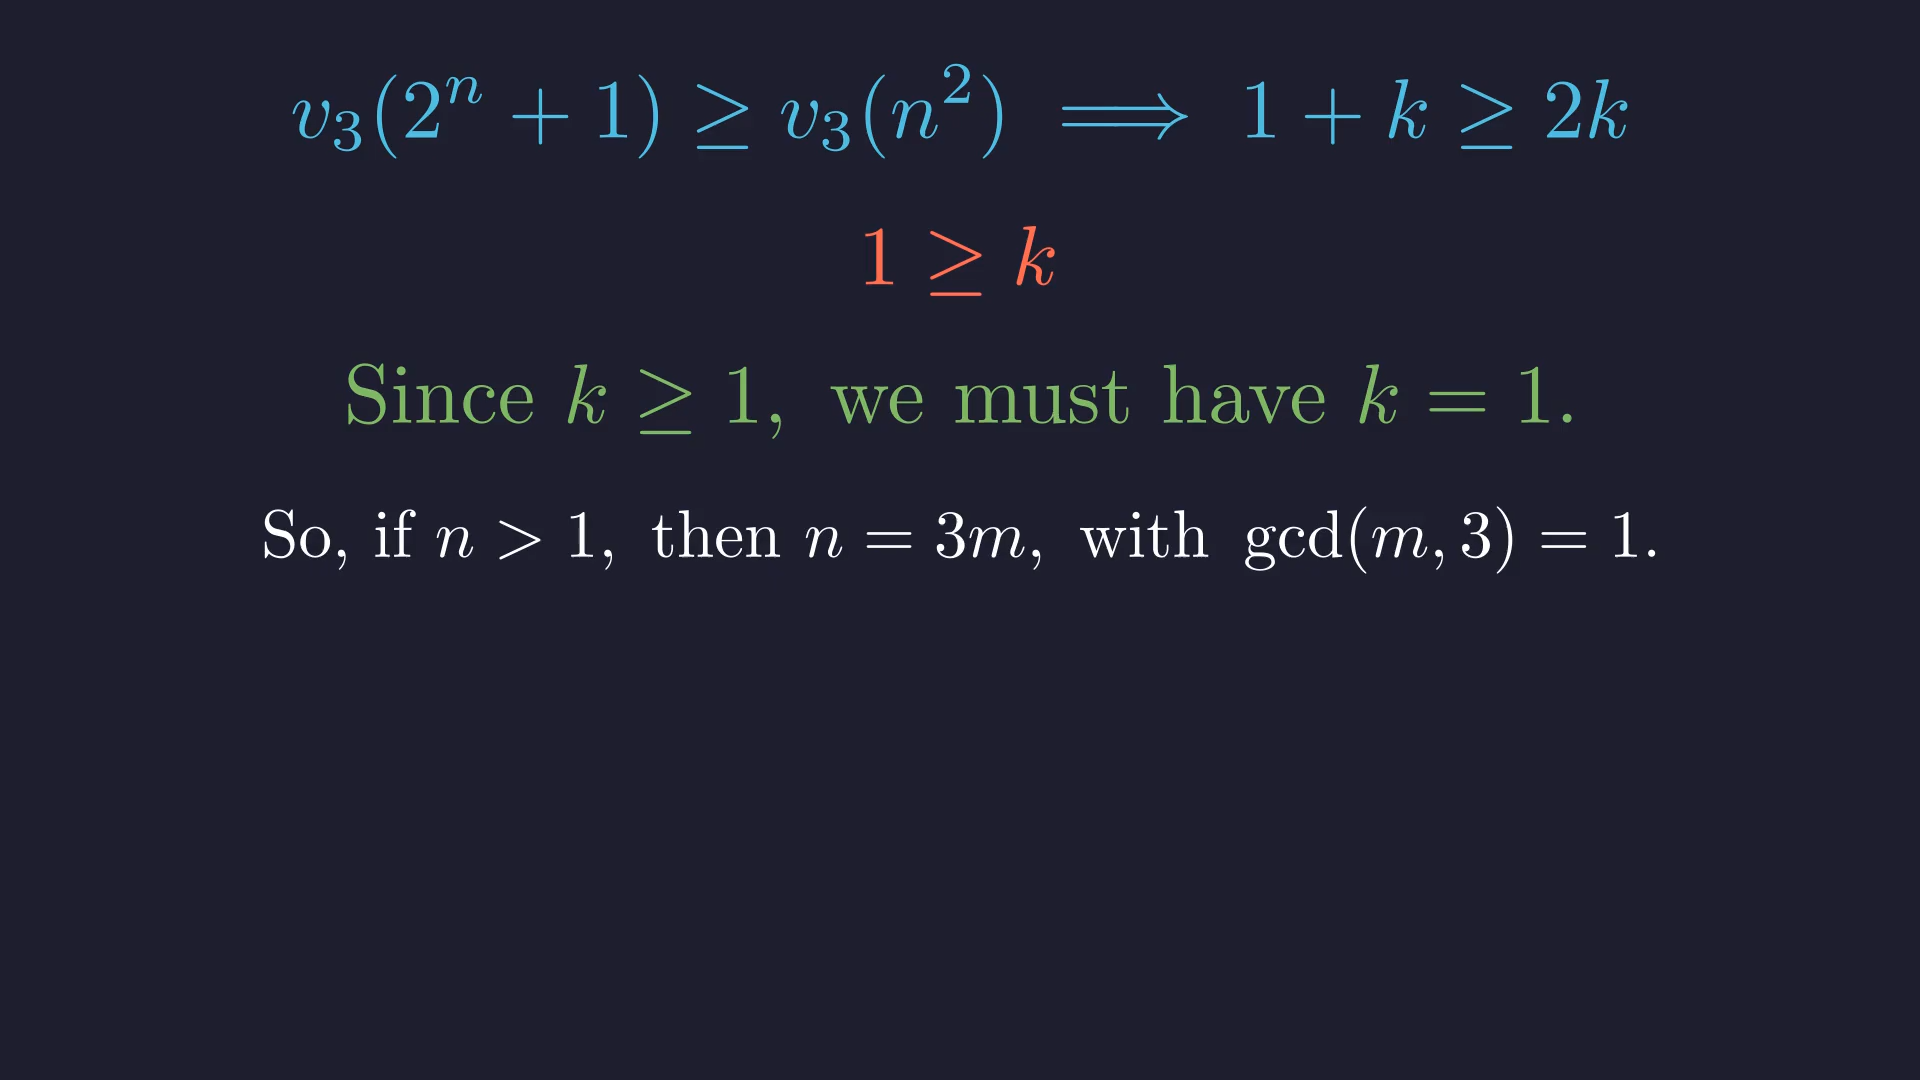 v₃(2ⁿ + 1) ≥ v₃(n²) ⟹ 1 + k ≥ 2k
1 ≥ k
Since k ≥ 1, we must have k = 1.
So, if n > 1, then n = 3m, with gcd(m, 3) = 1.